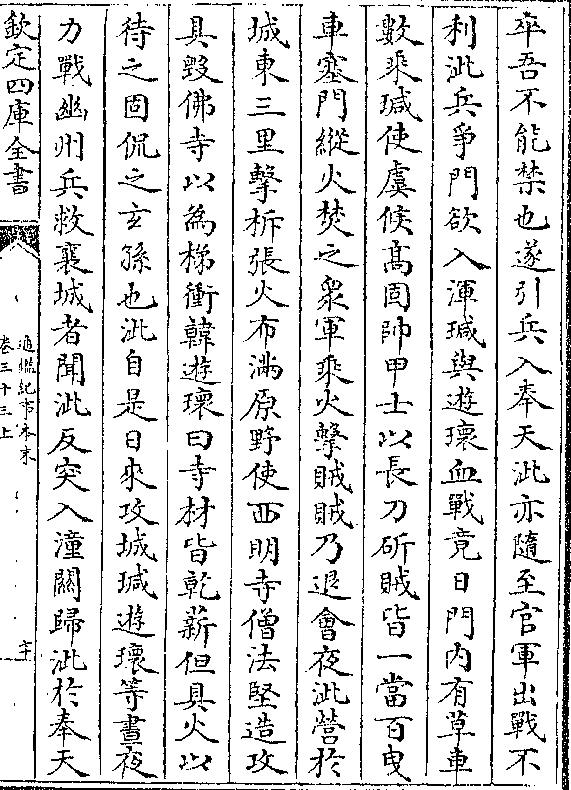 卒吾不能禁也遂引兵入奉天泚亦隨至官軍出戰不
利泚兵爭門欲入渾瑊與遊瓌血戰竟日門內有草車
數乘瑊使虞候髙固帥甲士以長刀斫賊皆一當百曳
車塞門縱火焚之衆軍乘火擊賊賊乃退㑹夜泚營於
城東三里擊柝張火布滿原野使西明寺僧法堅造攻
具毀佛寺以為梯衝韓遊瓌曰寺材皆乾薪但具火以
待之固侃之玄孫也泚自是日來攻城瑊遊瓌等晝夜
力戰幽州兵救襄城者聞泚反突入潼關歸泚於奉天
欽定四庫全書
通鑑紀事本末
卷三十三上